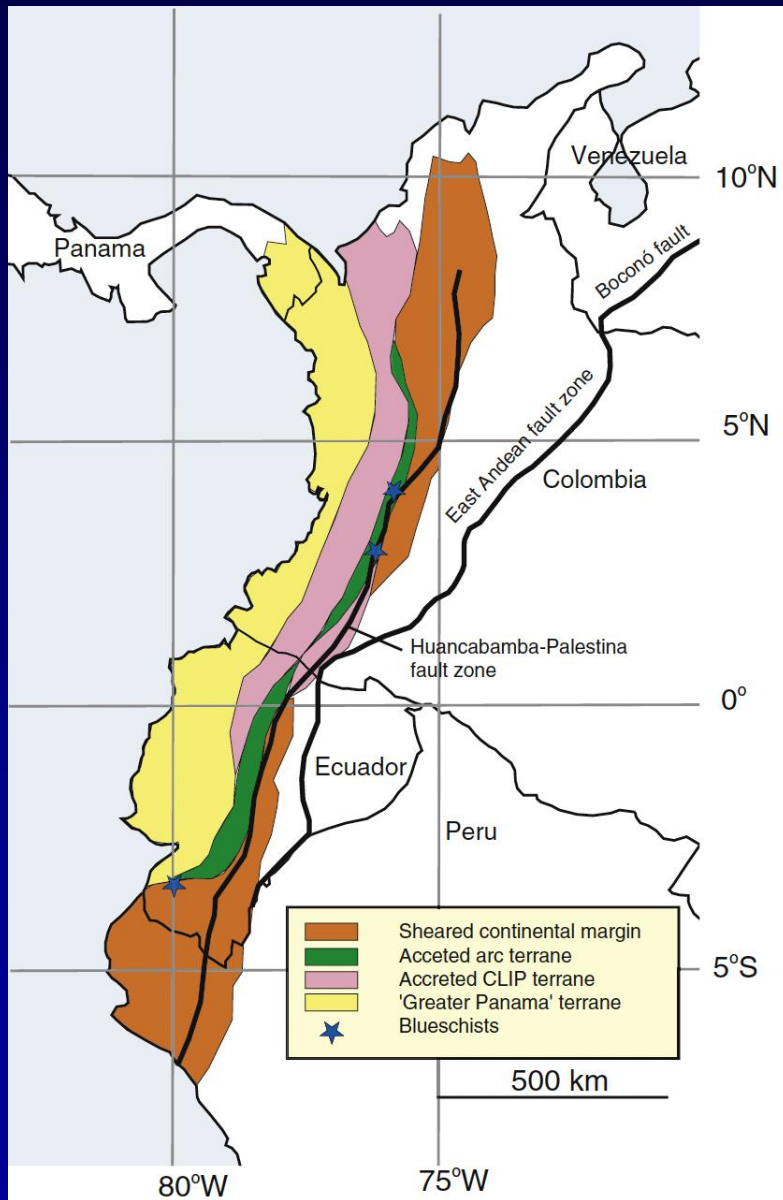 Venezuela
10°N
Panama
Boconó fault
5°N
East Andean fault zone
Colombia
Huancabamba-Palestina
fault zone
0°
Ecuador
Peru
Sheared continental margin
Acceted arc terrane
Accreted CLIP terrane
'Greater Panama' terrane
Blueschists
5°S
500 km
80°W
75°W